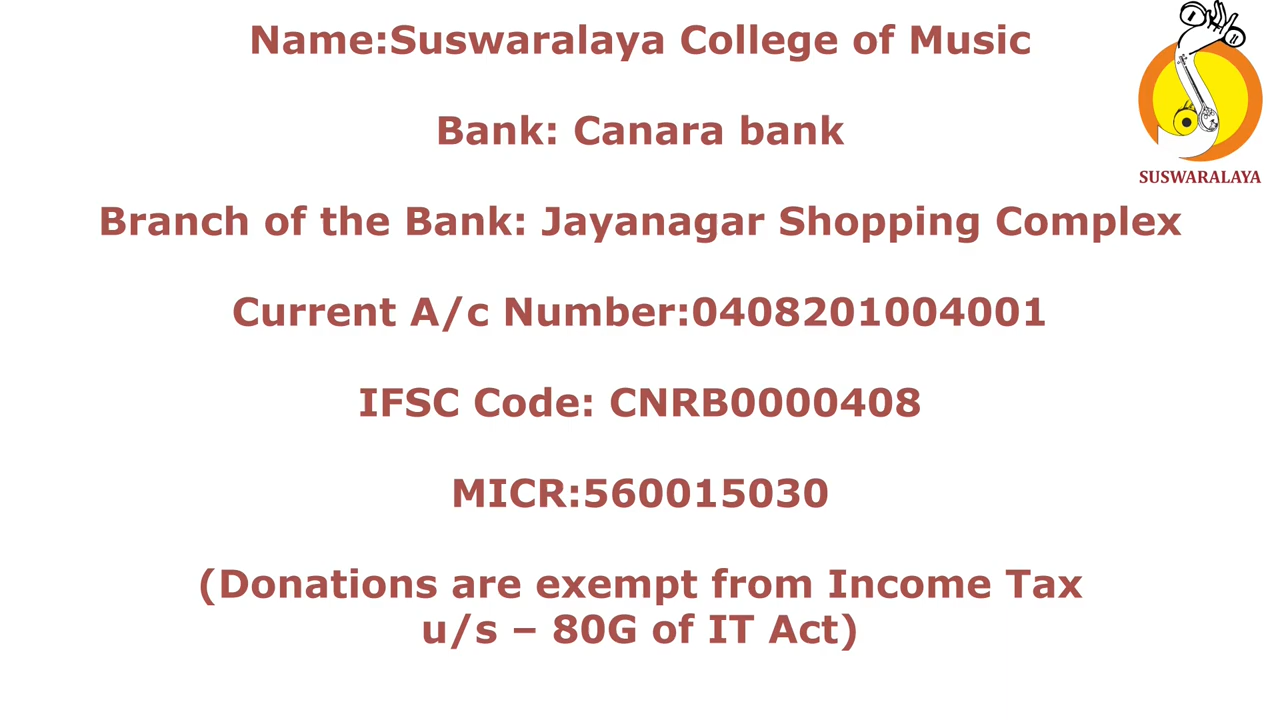 Name:Suswaralaya College of Music
Bank: Canara bank
SUSWARALAYA
Branch of the Bank: Jayanagar Shopping Complex
Current A/c Number:0408201004001
IFSC Code: CNRB0000408
MICR:560015030
(Donations are exempt from Income Tax
u/s – 80G of IT Act)